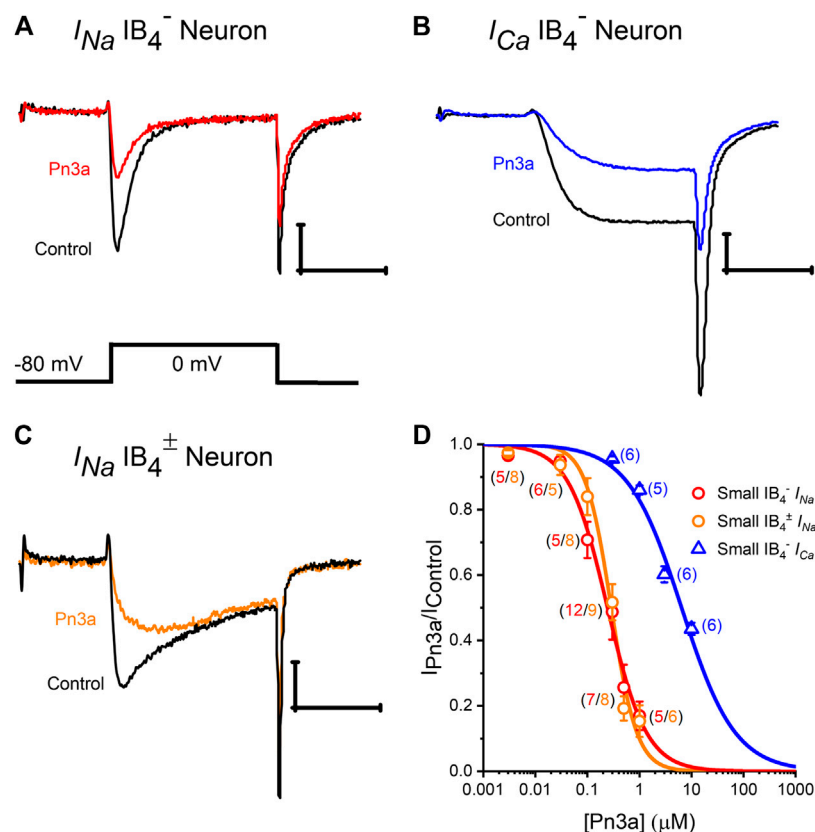 A
I_Na IB4^- Neuron
Pn3a
Control
-80 mV
0 mV
B
I_Ca IB4^- Neuron
Pn3a
Control
C
I_Na IB4^± Neuron
Pn3a
Control
D
1.0
0.8
0.6
0.4
0.2
0.0
I_Pn3a/I_Control
(5/8)
(6/5)
(5/8)
(12/9)
(7/8)
(5/6)
(6)
(5)
(6)
(6)
Small IB4^- I_Na
Small IB4^± I_Na
Small IB4^- I_Ca
0.001 0.01 0.1 1 10 100 1000
[Pn3a] (μM)